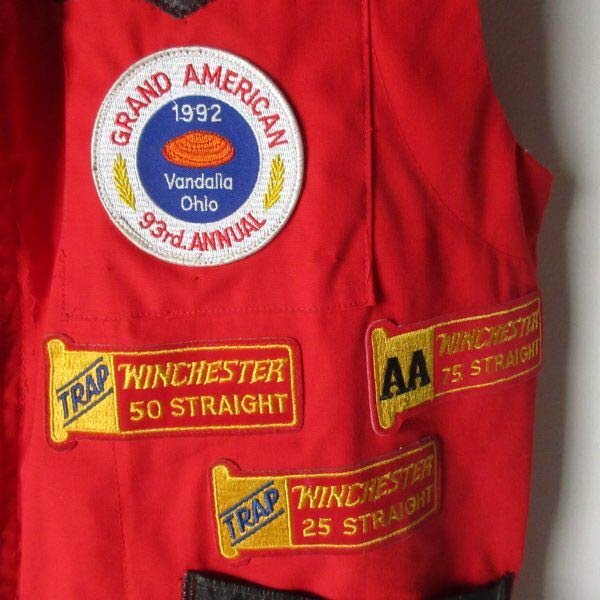 GRAND AMERICAN
1992
Vandalia
Ohio
93rd. ANNUAL
TRAP
WINCHESTER
50 STRAIGHT
AA
WINCHESTER
75 STRAIGHT
TRAP
WINCHESTER
25 STRAIGHT